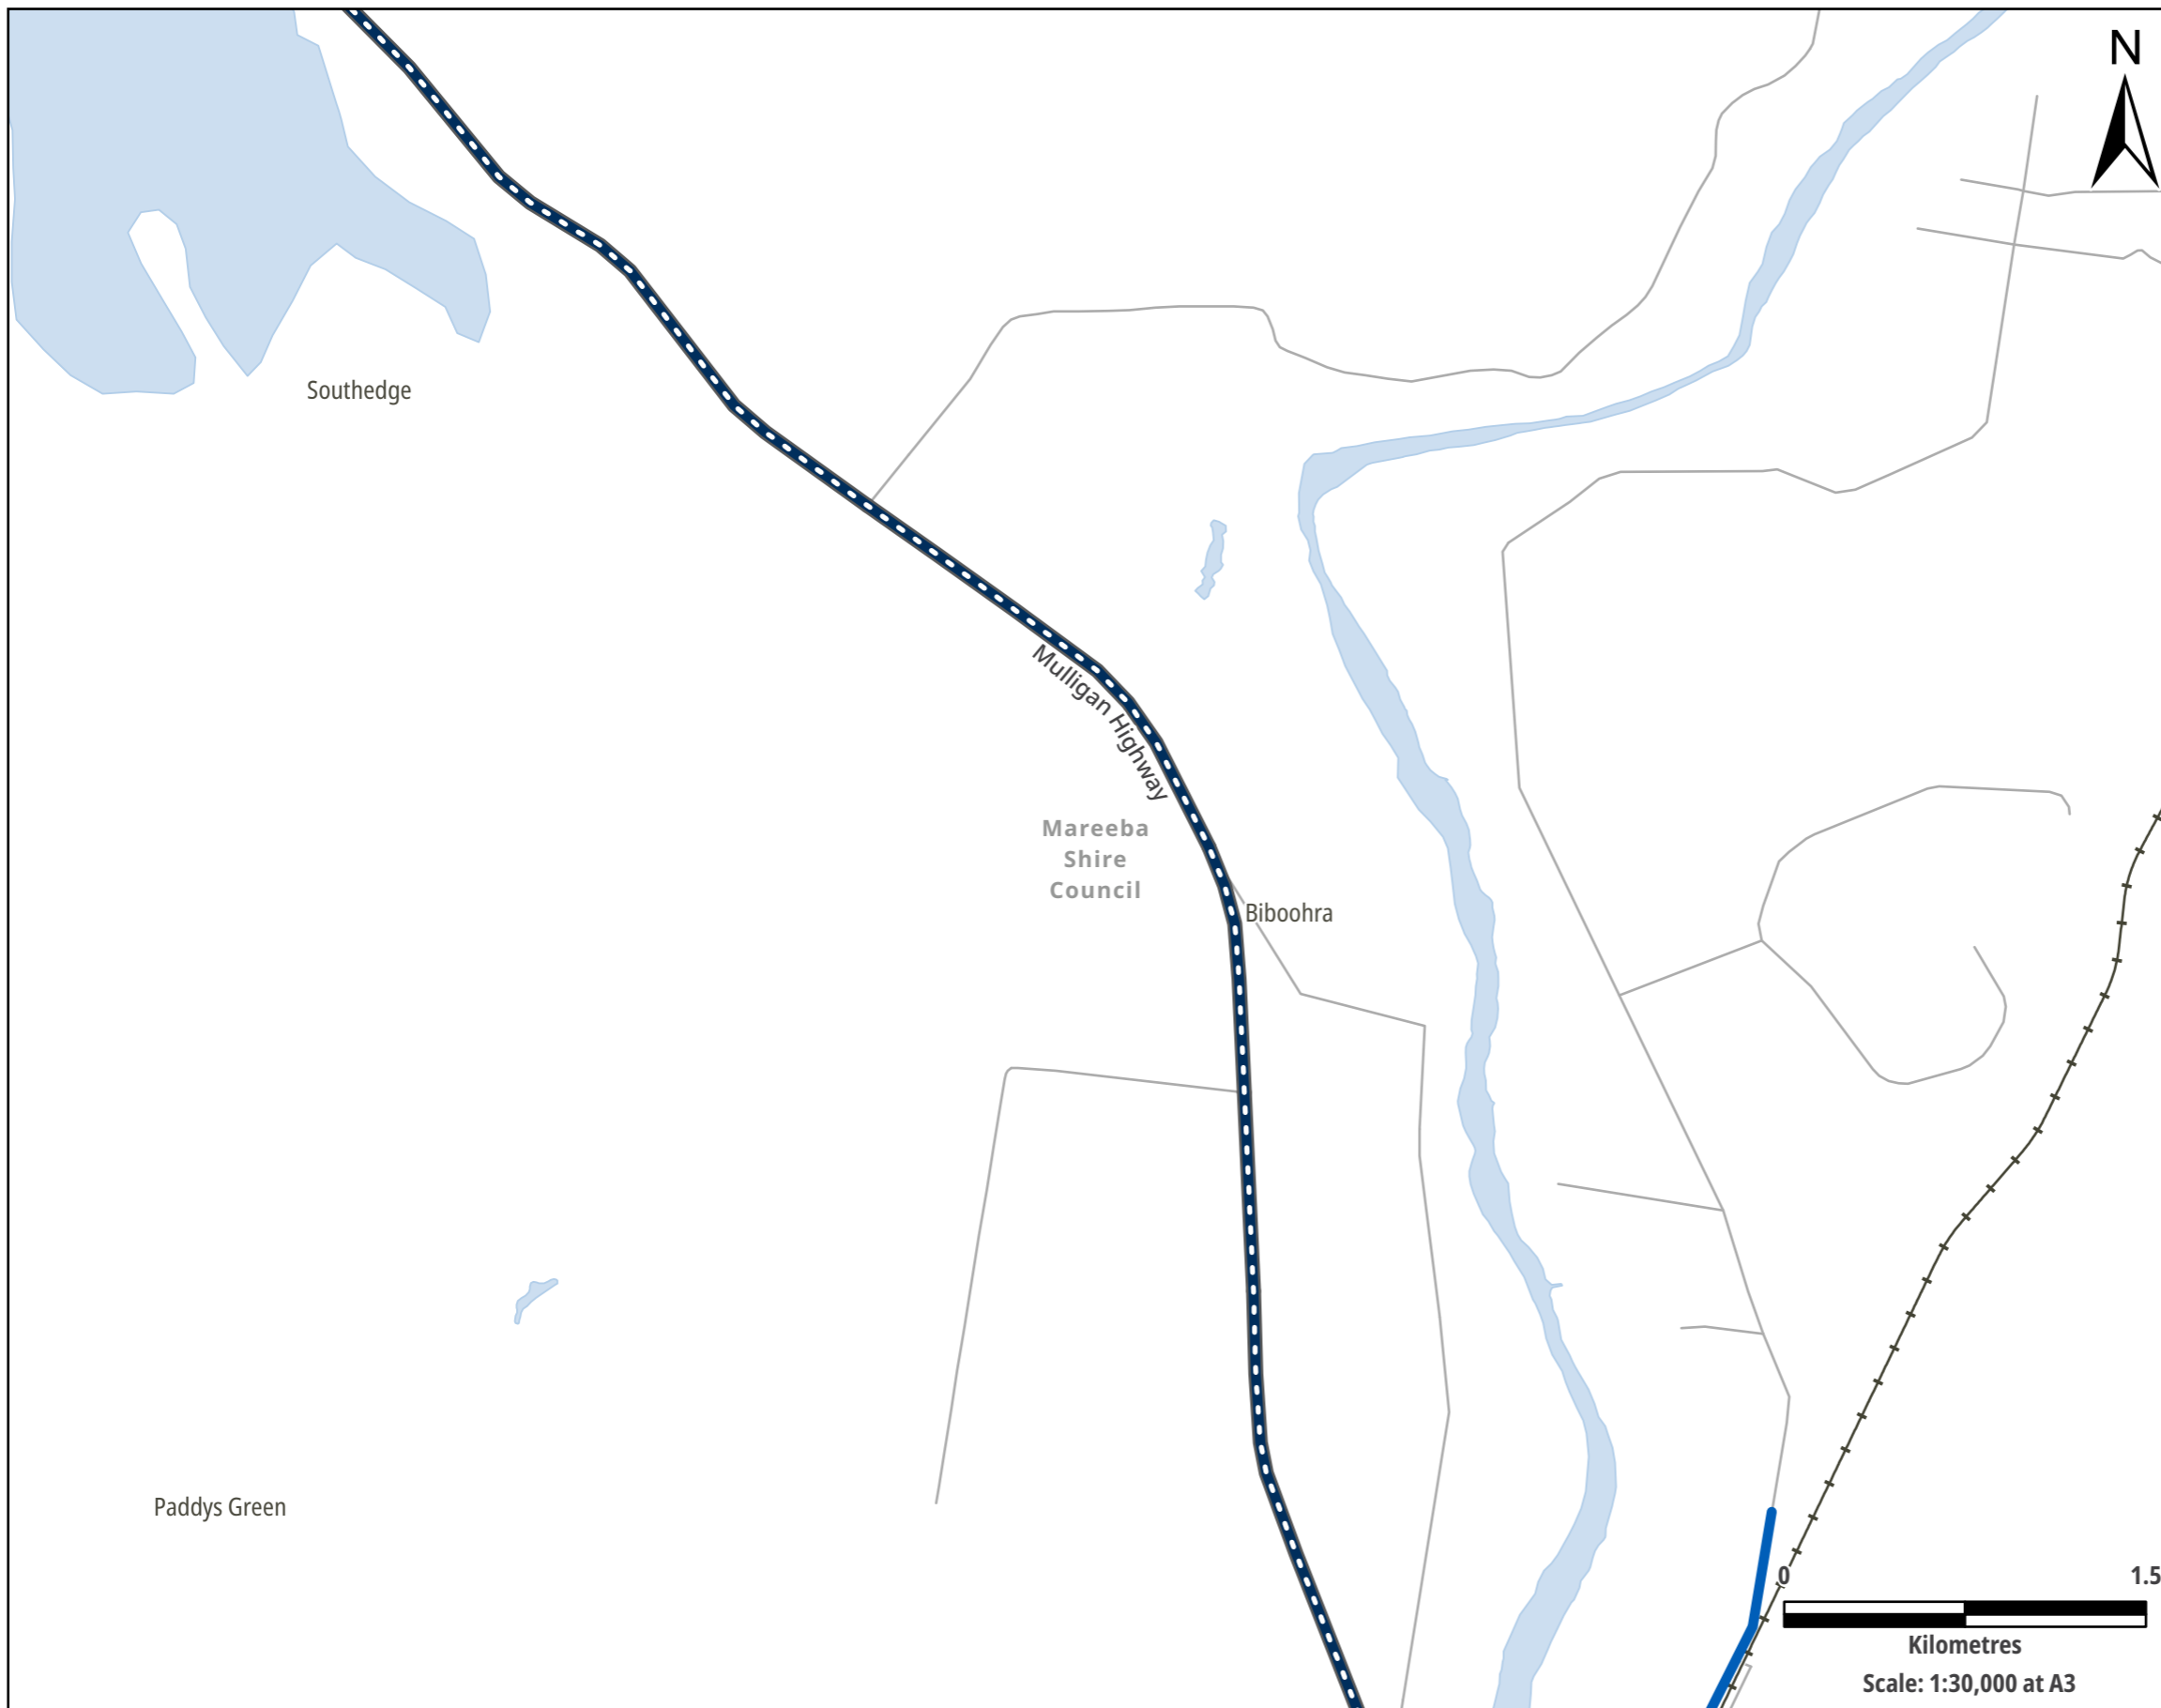 N
Southedge
Mulligan Highway
Mareeba
Shire
Council
Biboohra
Paddys Green
0 1.5
Kilometres
Scale: 1:30,000 at A3